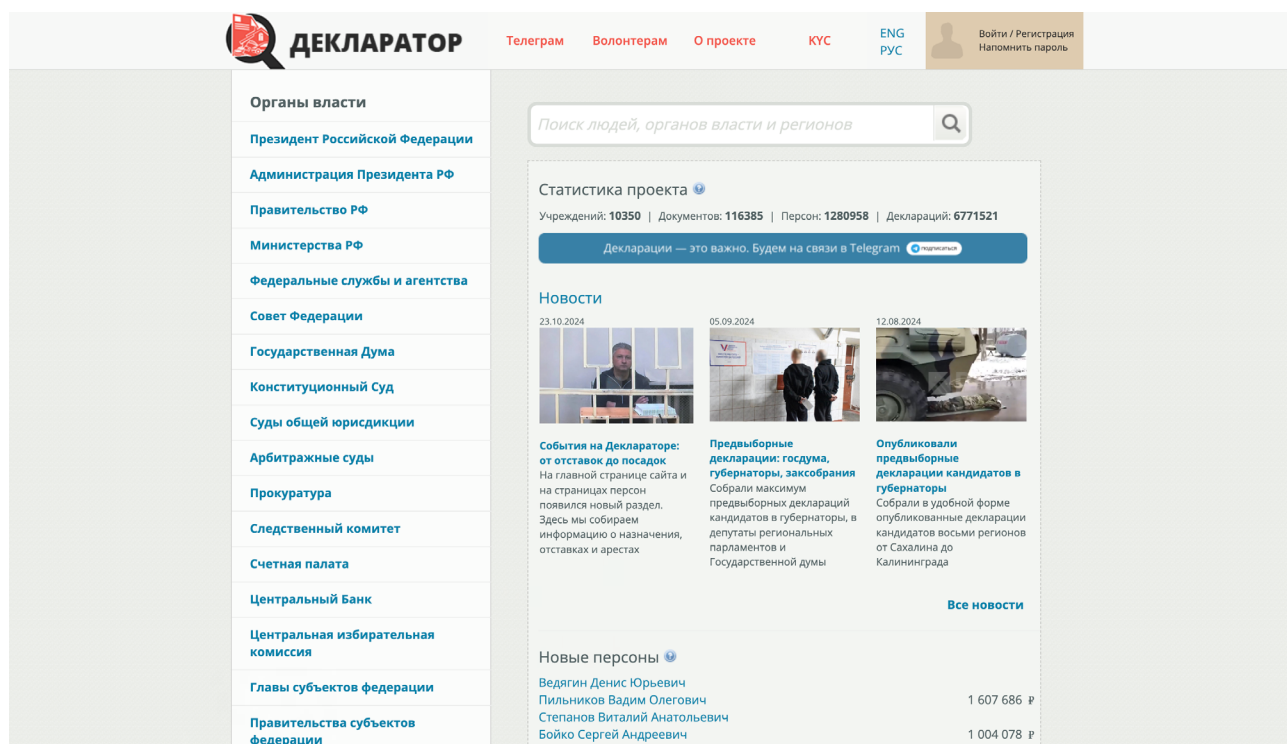 ДЕКЛАРАТОР
Телеграм
Волонтерам
О проекте
KYC
ENG
РУС
Войти / Регистрация
Напомнить пароль
Органы власти
Президент Российской Федерации
Администрация Президента РФ
Правительство РФ
Министерства РФ
Федеральные службы и агентства
Совет Федерации
Государственная Дума
Конституционный Суд
Суды общей юрисдикции
Арбитражные суды
Прокуратура
Следственный комитет
Счетная палата
Центральный Банк
Центральная избирательная
комиссия
Главы субъектов федерации
Правительства субъектов
федерации
Поиск людей, органов власти и регионов
Статистика проекта
Учреждений: 10350 | Документов: 116385 | Персон: 1280958 | Деклараций: 6771521
Декларации — это важно. Будем на связи в Telegram
ПОДПИСАТЬСЯ
Новости
23.10.2024
События на Деклараторе:
от отставок до посадок
На главной странице сайта и
на страницах персон
появился новый раздел.
Здесь мы собираем
информацию о назначения,
отставках и арестах
05.09.2024
Предвыборные
декларации: госдума,
губернаторы, заксобрания
Собрали максимум
предвыборных деклараций
кандидатов в губернаторы, в
депутаты региональных
парламентов и
Государственной думы
12.08.2024
Опубликовали
предвыборные
декларации кандидатов в
губернаторы
Собрали в удобной форме
опубликованные декларации
кандидатов восьми регионов
от Сахалина до
Калининграда
Все новости
Новые персоны
Ведягин Денис Юрьевич
Пильников Вадим Олегович 1 607 686 ₽
Степанов Виталий Анатольевич
Бойко Сергей Андреевич 1 004 078 ₽